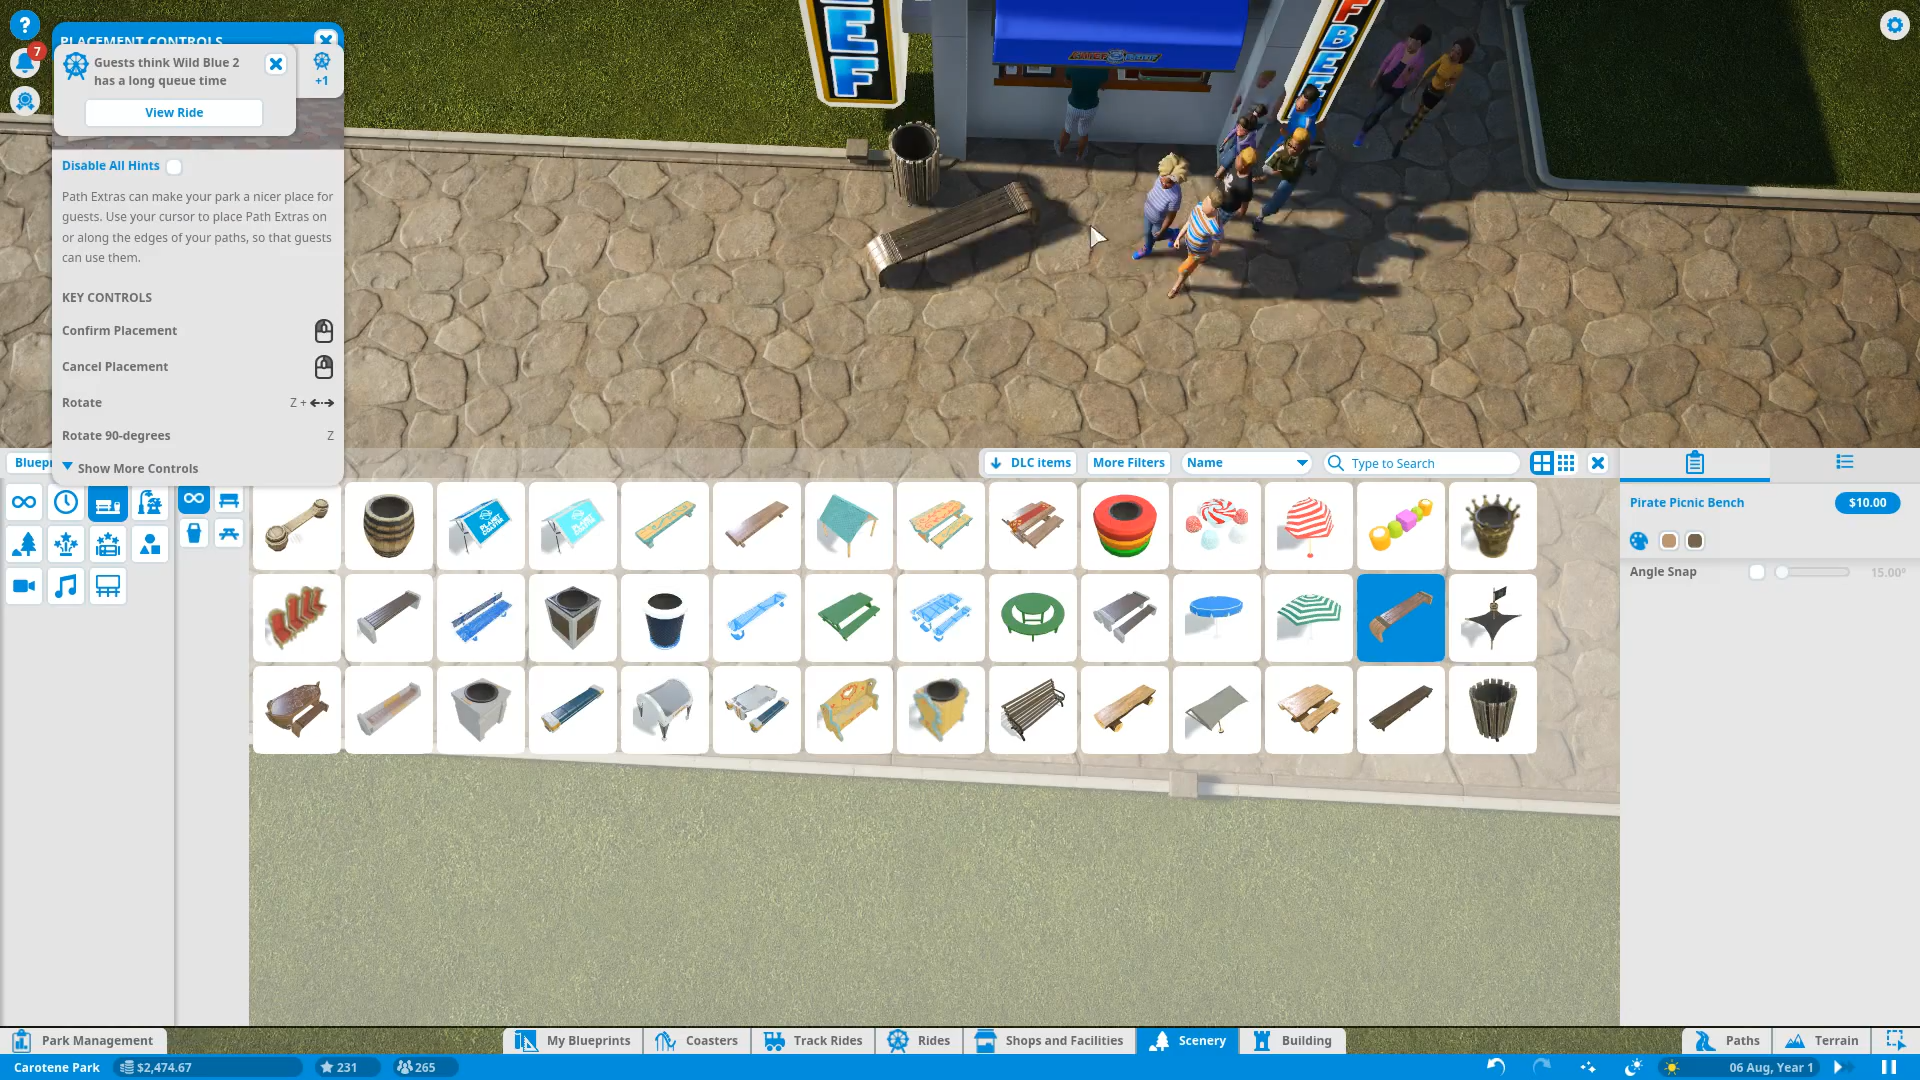 ?
PLACEMENT CONTROLS
7
Guests think Wild Blue 2
has a long queue time
+1
View Ride
Disable All Hints
Path Extras can make your park a nicer place for
guests. Use your cursor to place Path Extras on
or along the edges of your paths, so that guests
can use them.
KEY CONTROLS
Confirm Placement
Cancel Placement
Rotate Z +
Rotate 90-degrees Z
Show More Controls
EF
FBEE
DLC items
More Filters
Name
Type to Search
PLANET COASTER
Pirate Picnic Bench
$10.00
Angle Snap
15.00°
Park Management
My Blueprints
Coasters
Track Rides
Rides
Shops and Facilities
Scenery
Building
Paths
Terrain
Carotene Park
$2,474.67
231
265
06 Aug, Year 1